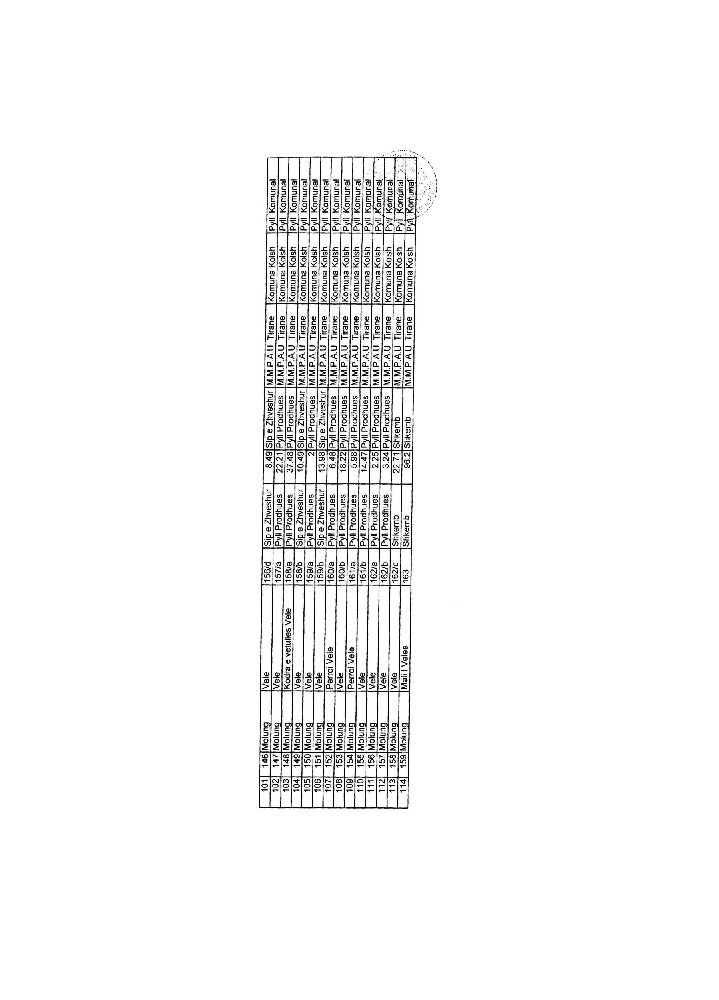 101 146 Molung Vele 156/d Sip e Zhveshur 8.49 Sip e Zhveshur M.M.P.A.U Tirane Komuna Kolsh Pyll Komunal
102 147 Molung Vele 157/a Pyll Prodhues 22.21 Pyll Prodhues M.M.P.A.U Tirane Komuna Kolsh Pyll Komunal
103 148 Molung Kodra e vetulles Vele 158/a Pyll Prodhues 37.48 Pyll Prodhues M.M.P.A.U Tirane Komuna Kolsh Pyll Komunal
104 149 Molung Vele 158/b Sip e Zhveshur 10.49 Sip e Zhveshur M.M.P.A.U Tirane Komuna Kolsh Pyll Komunal
105 150 Molung Vele 159/a Pyll Prodhues 2 Pyll Prodhues M.M.P.A.U Tirane Komuna Kolsh Pyll Komunal
106 151 Molung Vele 159/b Sip e Zhveshur 13.98 Sip e Zhveshur M.M.P.A.U Tirane Komuna Kolsh Pyll Komunal
107 152 Molung Perroi Vele 160/a Pyll Prodhues 6.48 Pyll Prodhues M.M.P.A.U Tirane Komuna Kolsh Pyll Komunal
108 153 Molung Vele 160/b Pyll Prodhues 18.22 Pyll Prodhues M.M.P.A.U Tirane Komuna Kolsh Pyll Komunal
109 154 Molung Perroi Vele 161/a Pyll Prodhues 5.98 Pyll Prodhues M.M.P.A.U Tirane Komuna Kolsh Pyll Komunal
110 155 Molung Vele 161/b Pyll Prodhues 14.47 Pyll Prodhues M.M.P.A.U Tirane Komuna Kolsh Pyll Komunal
111 156 Molung Vele 162/a Pyll Prodhues 2.25 Pyll Prodhues M.M.P.A.U Tirane Komuna Kolsh Pyll Komunal
112 157 Molung Vele 162/b Pyll Prodhues 3.24 Pyll Prodhues M.M.P.A.U Tirane Komuna Kolsh Pyll Komunal
113 158 Molung Vele 162/c Shkemb 22.71 Shkemb M.M.P.A.U Tirane Komuna Kolsh Pyll Komunal
114 159 Molung Mali I Veles 163 Shkemb 96.2 Shkemb M.M.P.A.U Tirane Komuna Kolsh Pyll Komunal